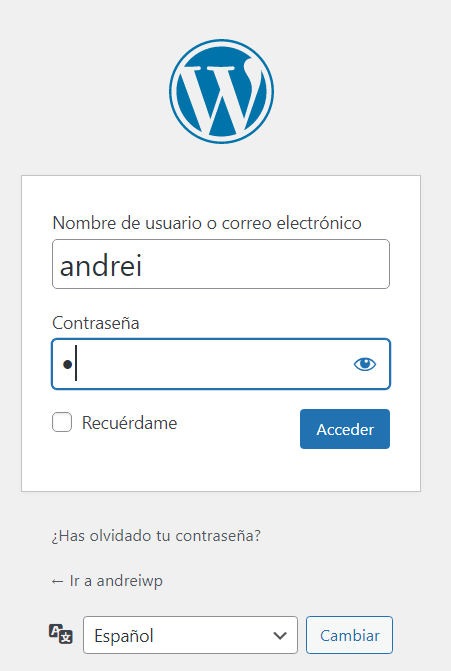 Nombre de usuario o correo electrónico
andrei
Contraseña
•
Recuérdame
Acceder
¿Has olvidado tu contraseña?
← Ir a andreiwp
Español
Cambiar